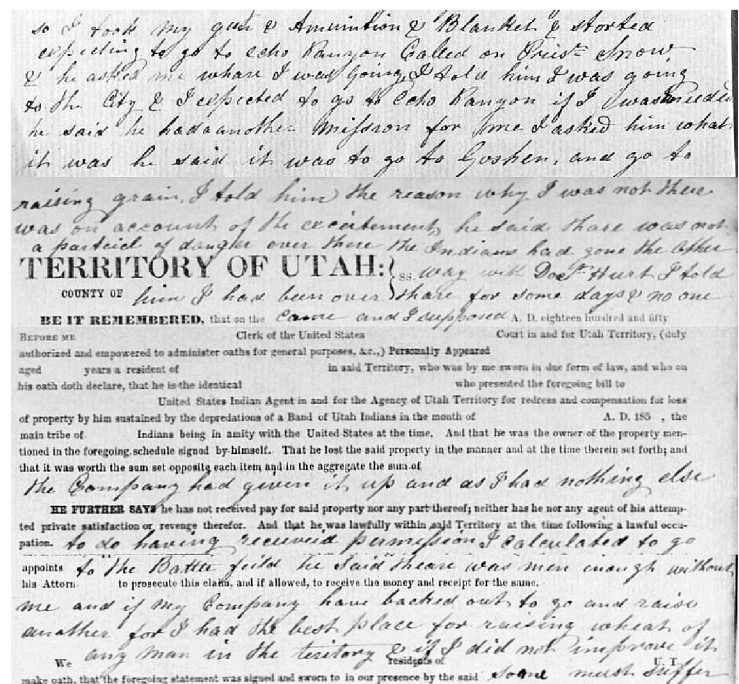 so I took my gun & Amunition & Blanket & storted
expecting to go to echo Kanyon Called on Prist Snow
& he asked me whare I was going I told him I was going
to the City & I expected to go to Echo Kanyon if I was needed
he said he had aanother Mission for me I asked him what
it was he said it was to go to Goshen, and go to
raising grain. I told him the reason why I was not there
was on account of the exceitement, he said thare was not
a parteicl of danger over there the Indians had gone the other
TERRITORY OF UTAH: } ss. way with Doct Hurt I told
COUNTY OF him I had been over thare for some days & no one
BE IT REMEMBERED, that on the came and I supposed A. D. eighteen hundred and fifty
BEFORE ME Clerk of the United States Court in and for Utah Territory, (duly
authorized and empowered to administer oaths for general purposes, &c.,) Personally Appeared
aged years a resident of in said Territory, who was by me sworn in due form of law, and who on
his oath doth declare, that he is the identical who presented the foregoing bill to
United States Indian Agent in and for the Agency of Utah Territory for redress and compensation for loss
of property by him sustained by the depredations of a Band of Utah Indians in the month of A. D. 185 , the
main tribe of Indians being in amity with the United States at the time. And that he was the owner of the property men-
tioned in the foregoing schedule signed by himself. That he lost the said property in the manner and at the time therein set forth; and
that it was worth the sum set opposite each item and in the aggregate the sum of
the Company had given it up and as I had nothing else
HE FURTHER SAYS he has not received pay for said property nor any part thereof; neither has he nor any agent of his attemp-
ted private satisfaction or revenge therefor. And that he was lawfully within said Territory at the time following a lawful occu-
pation. to do having receieved permission I calculated to go
appoints to the Battle feild he said theare was men enough without
his Attorn to prosecute this claim, and if allowed, to receive the money and receipt for the same.
me and if my Company have backed out to go and raise
another for I had the best place for raising wheat of
any man in the teritory & if I did not improve it
We residents of U. T.
make oath, that the foregoing statement was signed and sworn to in our presence by the said some must suffer